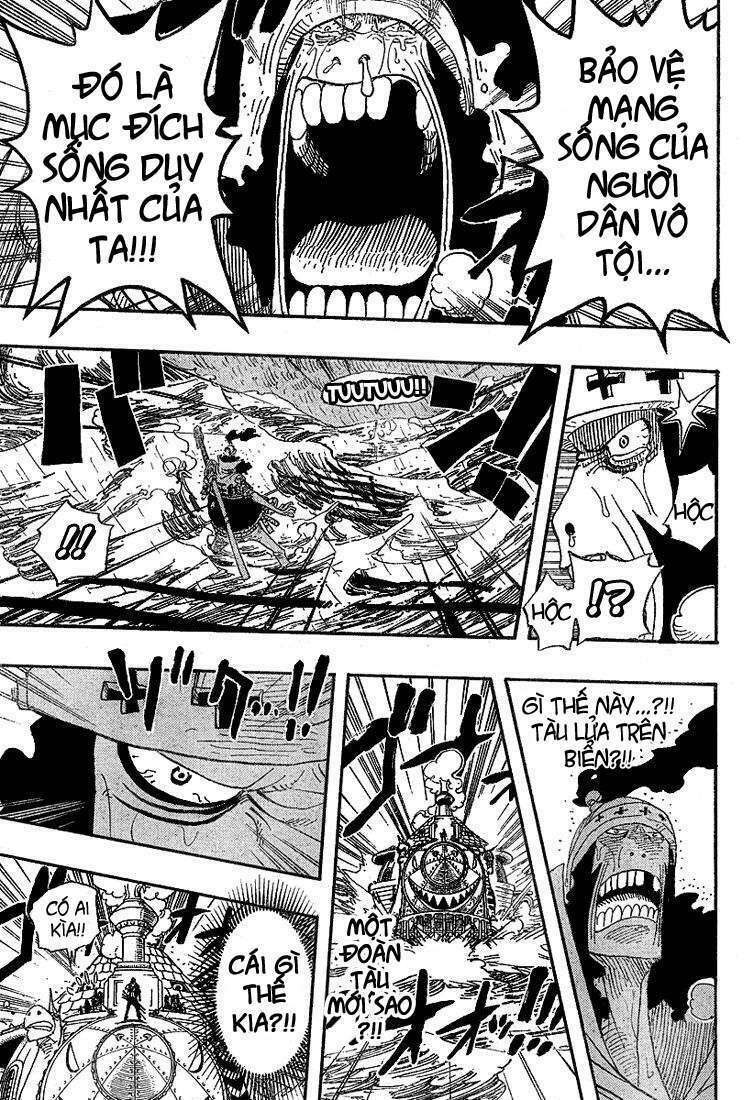 BẢO VỆ
MẠNG
SỐNG CỦA
NGƯỜI
DÂN VÔ
TỘI...
ĐÓ LÀ
MỤC ĐÍCH
SỐNG DUY
NHẤT CỦA
TA!!!
HỘC
HỘC
!?
TUUTUUU!!
!!
GÌ THẾ NÀY...?!!
TÀU LỬA TRÊN
BIỂN?!!
MỘT
ĐOÀN
TÀU
MỚI SAO
?!!
CÁI GÌ
THẾ
KIA?!!
CÓ AI
KÌA!!